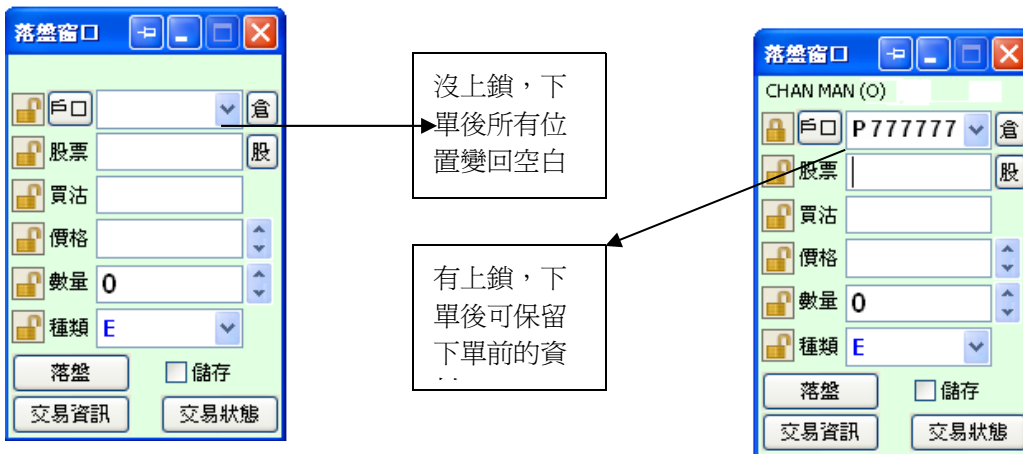 落盤窗口
戶口 倉
股票 股
買沽
價格
數量 0
種類 E
落盤 儲存
交易資訊 交易狀態
沒上鎖，下
單後所有位
置變回空白
有上鎖，下
單後可保留
下單前的資
落盤窗口
CHAN MAN (O)
戶口 P777777 倉
股票 股
買沽
價格
數量 0
種類 E
落盤 儲存
交易資訊 交易狀態